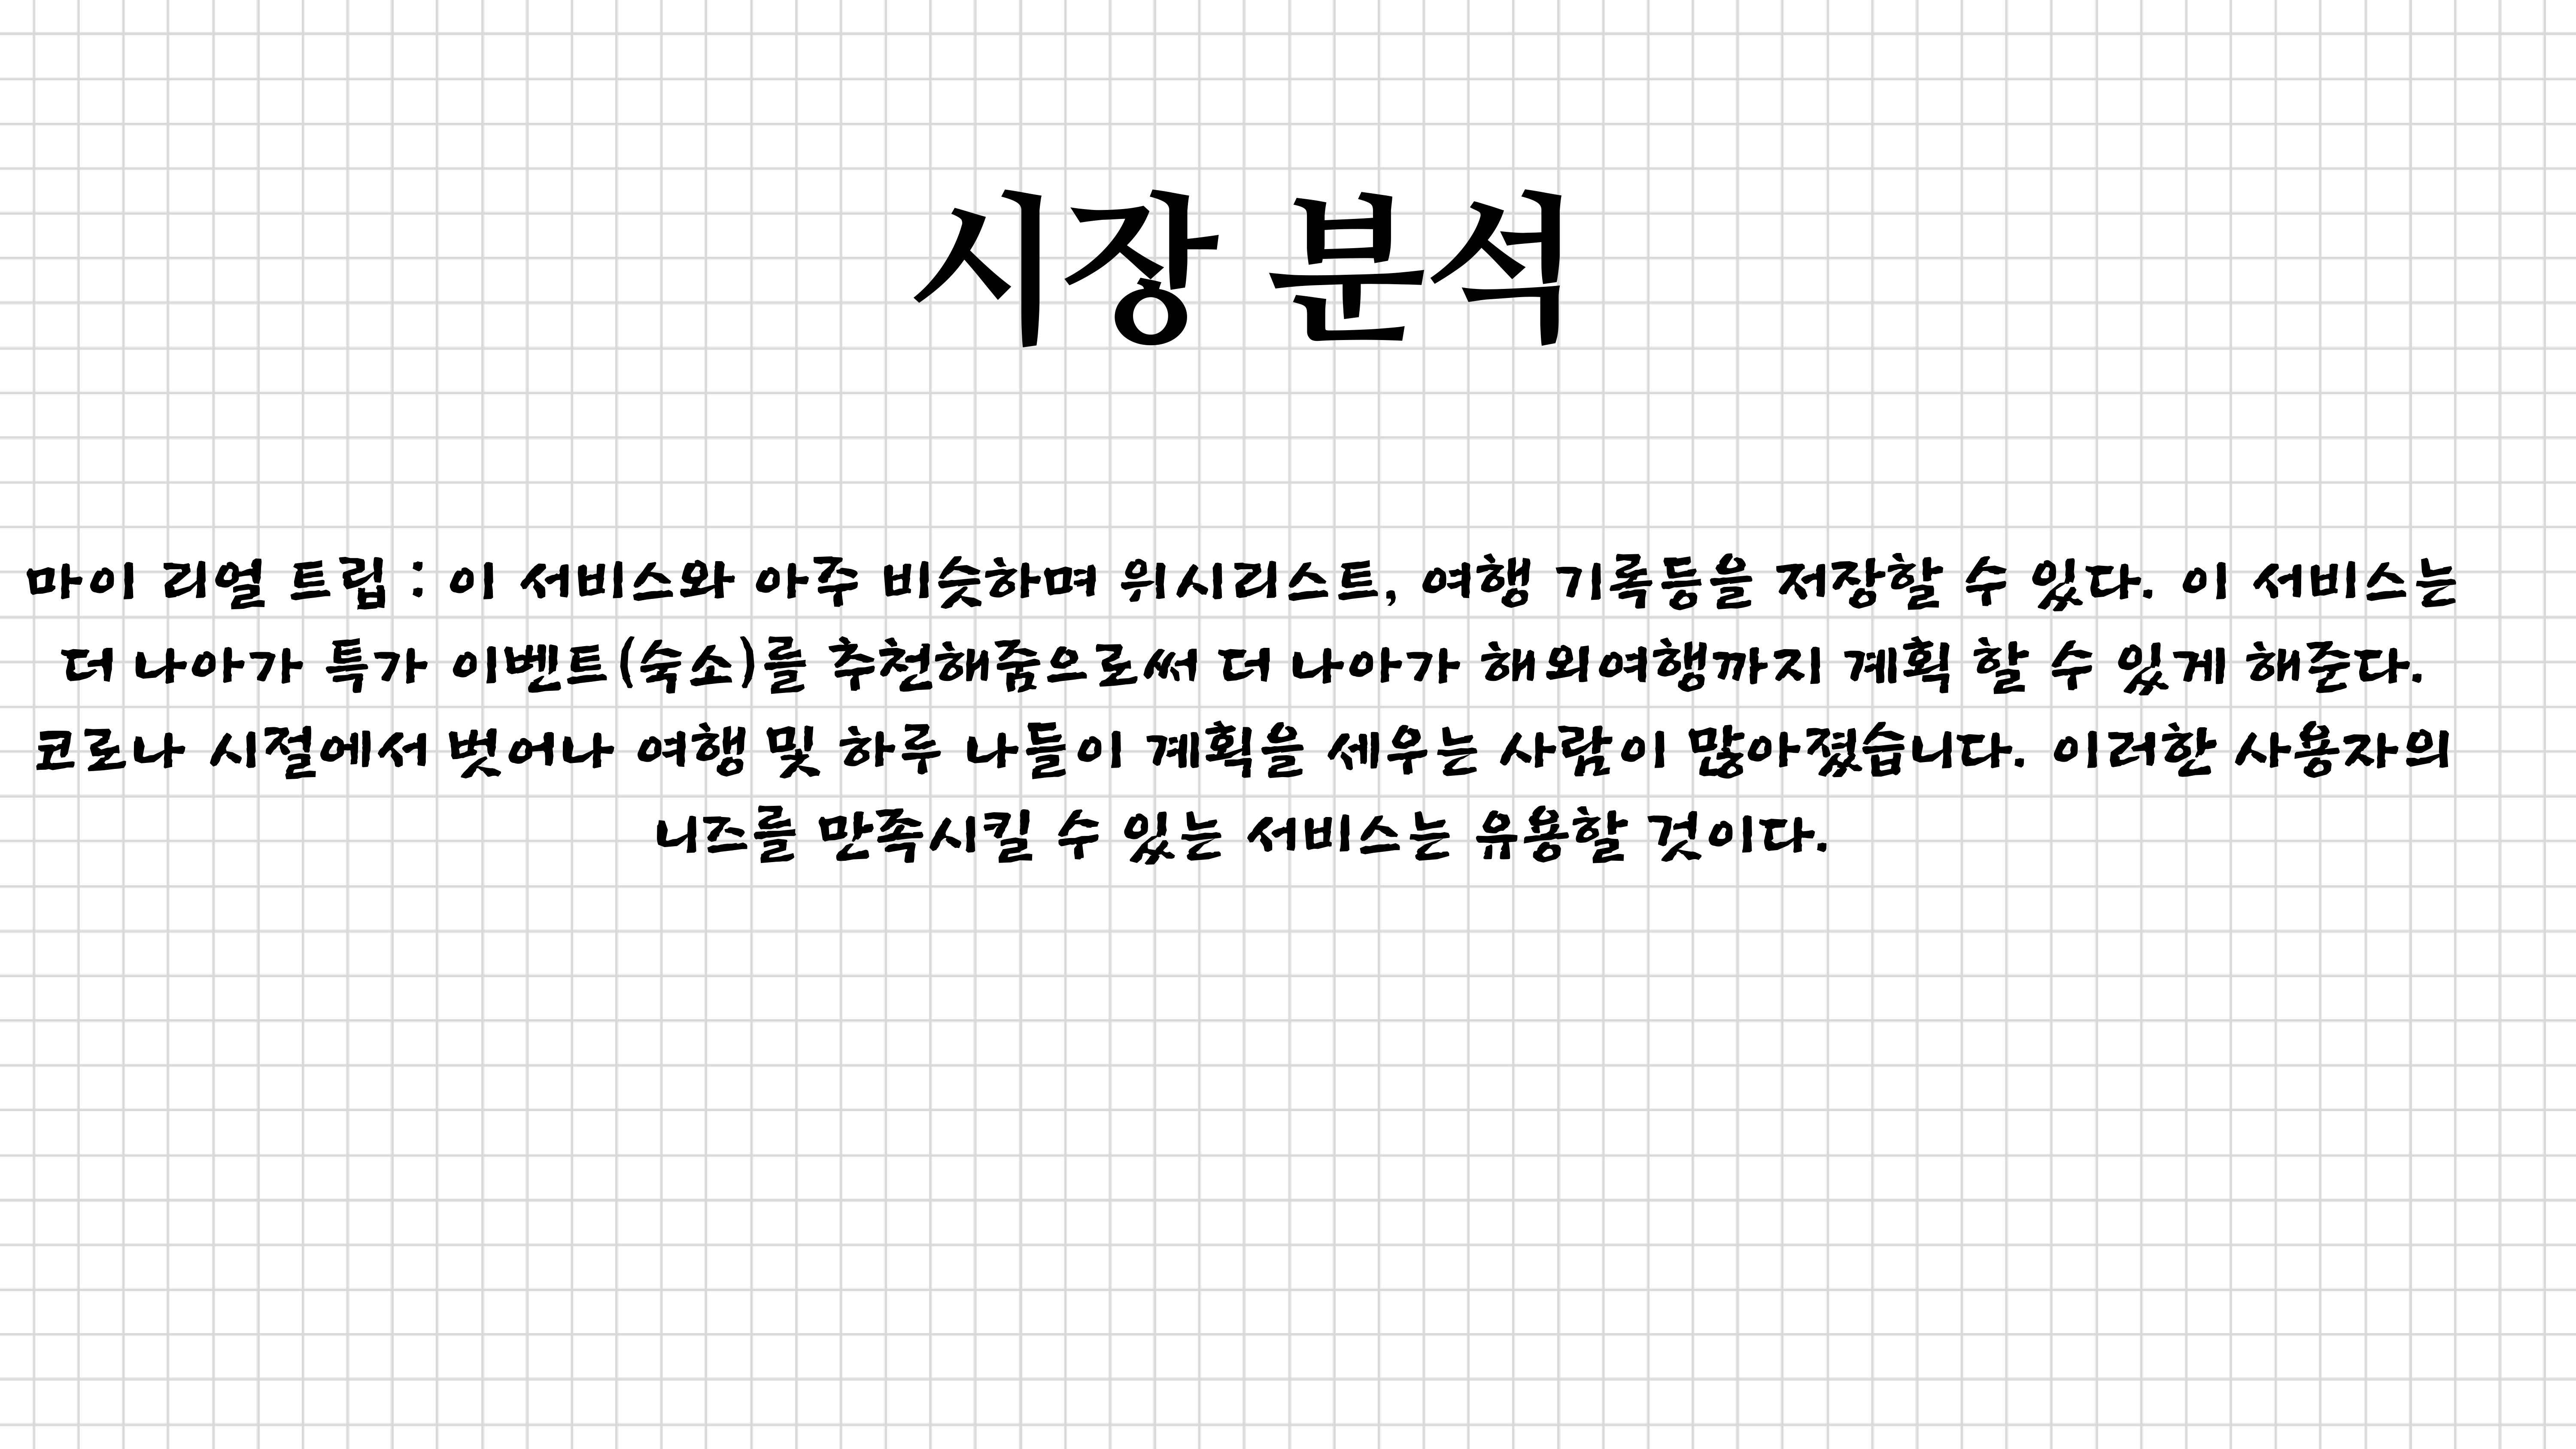 시장 분석
마이 리얼 트립 : 이 서비스와 아주 비슷하며 위시리스트, 여행 기록등을 저장할 수 있다. 이 서비스는
더 나아가 특가 이벤트(숙소)를 추천해줌으로써 더 나아가 해외여행까지 계획 할 수 있게 해준다.
코로나 시절에서 벗어나 여행 및 하루 나들이 계획을 세우는 사람이 많아졌습니다. 이러한 사용자의
니즈를 만족시킬 수 있는 서비스는 유용할 것이다.